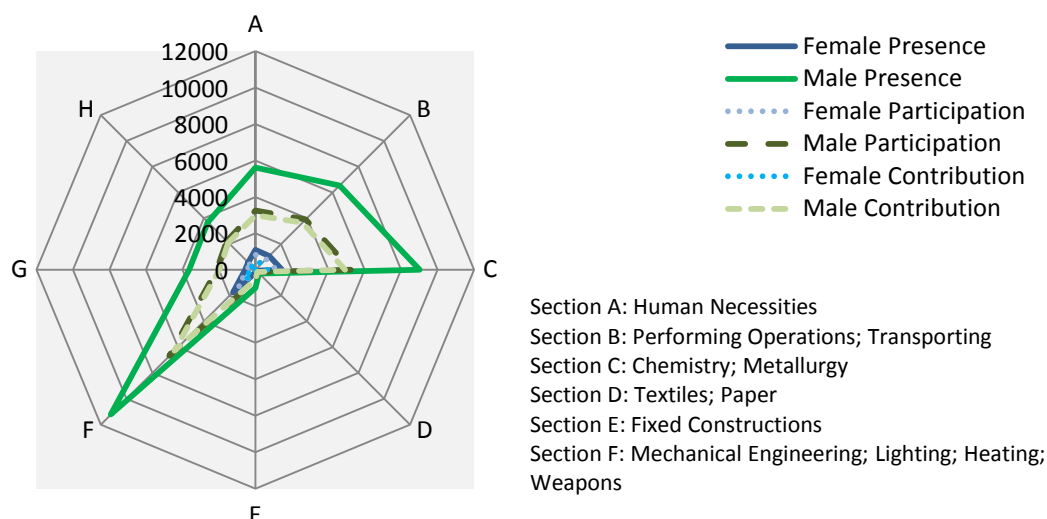 A
12000
10000
8000
6000
4000
2000
0
H
B
G
C
F
D
E
Female Presence
Male Presence
Female Participation
Male Participation
Female Contribution
Male Contribution
Section A: Human Necessities
Section B: Performing Operations; Transporting
Section C: Chemistry; Metallurgy
Section D: Textiles; Paper
Section E: Fixed Constructions
Section F: Mechanical Engineering; Lighting; Heating;
Weapons